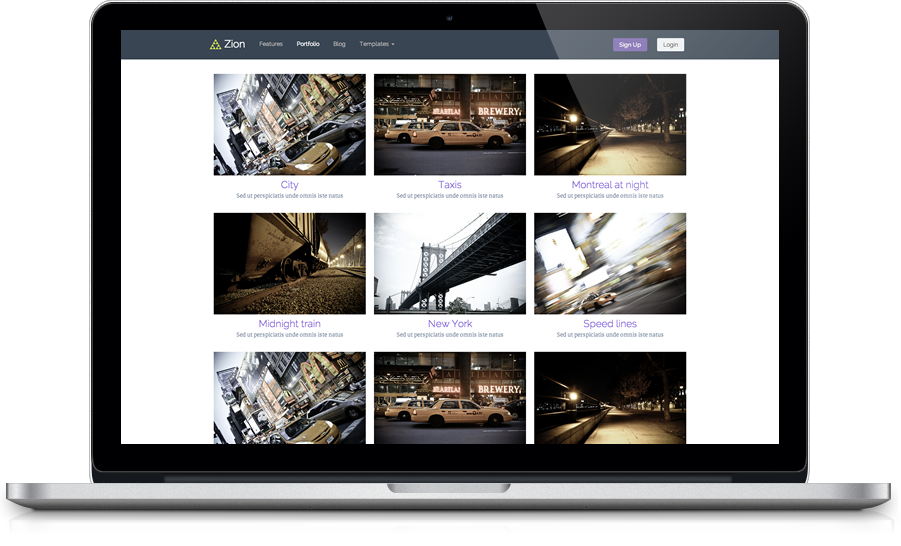 Zion Features Portfolio Blog Templates Sign Up Login
BREWERY
City Taxis Montreal at night
Sed ut perspiciatis unde omnis iste natus Sed ut perspiciatis unde omnis iste natus Sed ut perspiciatis unde omnis iste natus
Midnight train New York Speed lines
Sed ut perspiciatis unde omnis iste natus Sed ut perspiciatis unde omnis iste natus Sed ut perspiciatis unde omnis iste natus
BREWERY